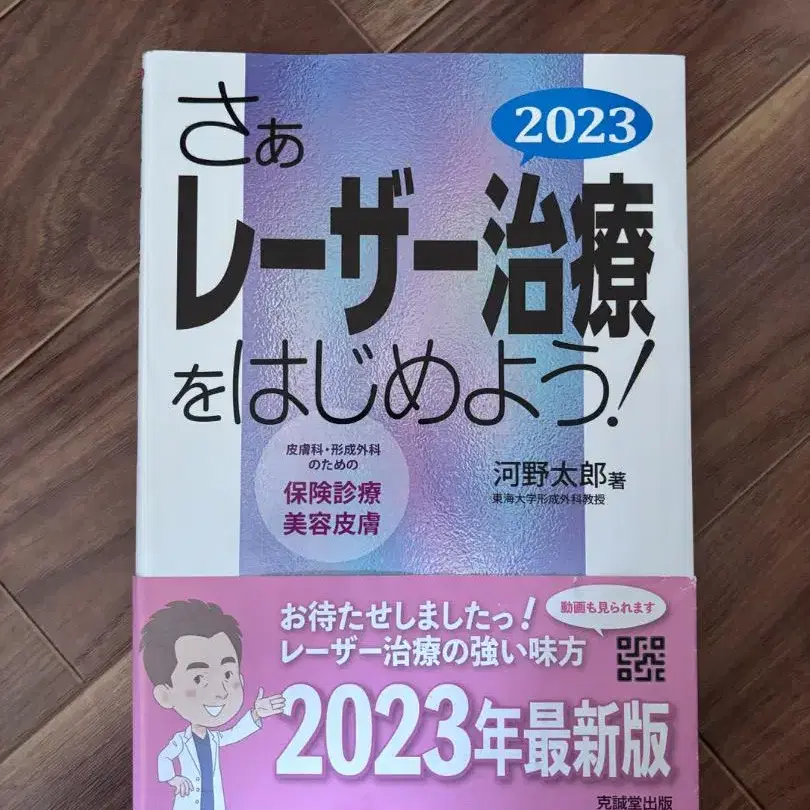 2023
さぁ
レーザー治療
をはじめよう!
皮膚科・形成外科
のための
保険診療
美容皮膚
河野太郎著
東海大学形成外科教授
お待たせしましたっ!
動画も見られます
レーザー治療の強い味方
2023年最新版
克誠堂出版